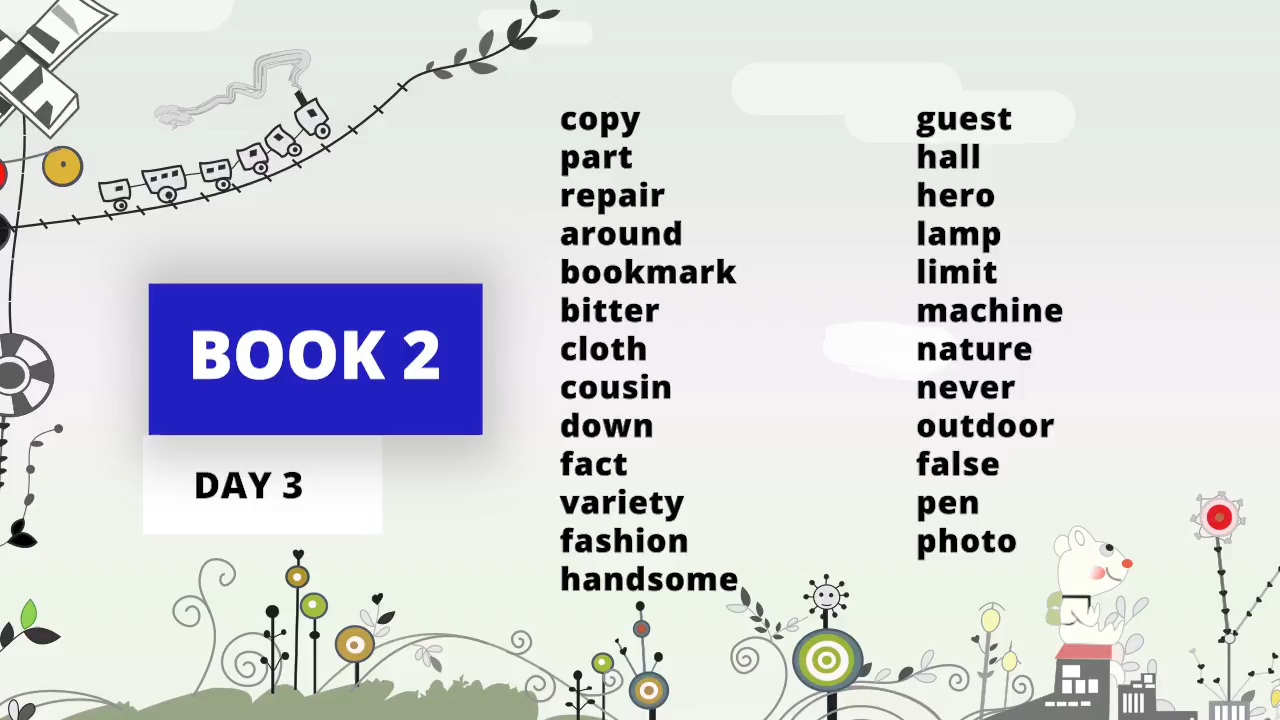 BOOK 2
DAY 3
copy
part
repair
around
bookmark
bitter
cloth
cousin
down
fact
variety
fashion
handsome
guest
hall
hero
lamp
limit
machine
nature
never
outdoor
false
pen
photo